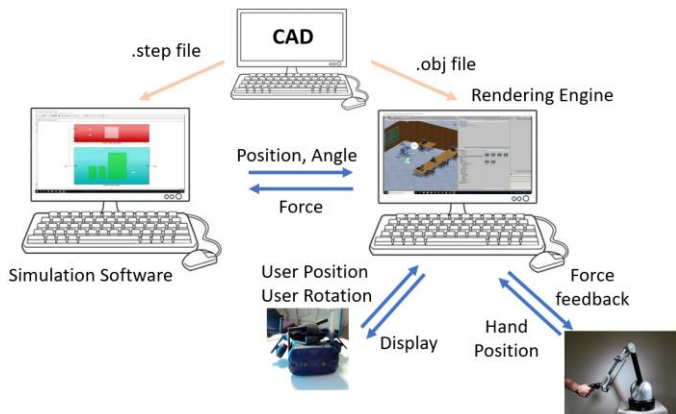 CAD
.step file
.obj file
Rendering Engine
Position, Angle
Force
Simulation Software
User Position
User Rotation
Display
Force
feedback
Hand
Position